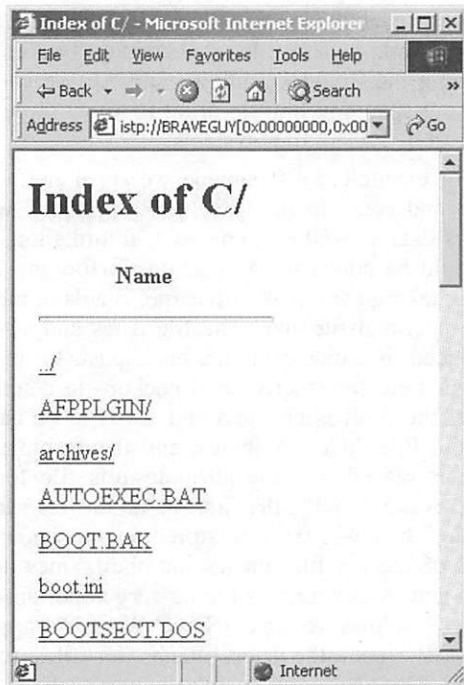 Index of C/ - Microsoft Internet Explorer
File Edit View Favorites Tools Help
Back Search »
Address istp://BRAVEGUY[0x00000000,0x00 Go
Index of C/
Name
../
AFPPLGIN/
archives/
AUTOEXEC.BAT
BOOT.BAK
boot.ini
BOOTSECT.DOS
Internet